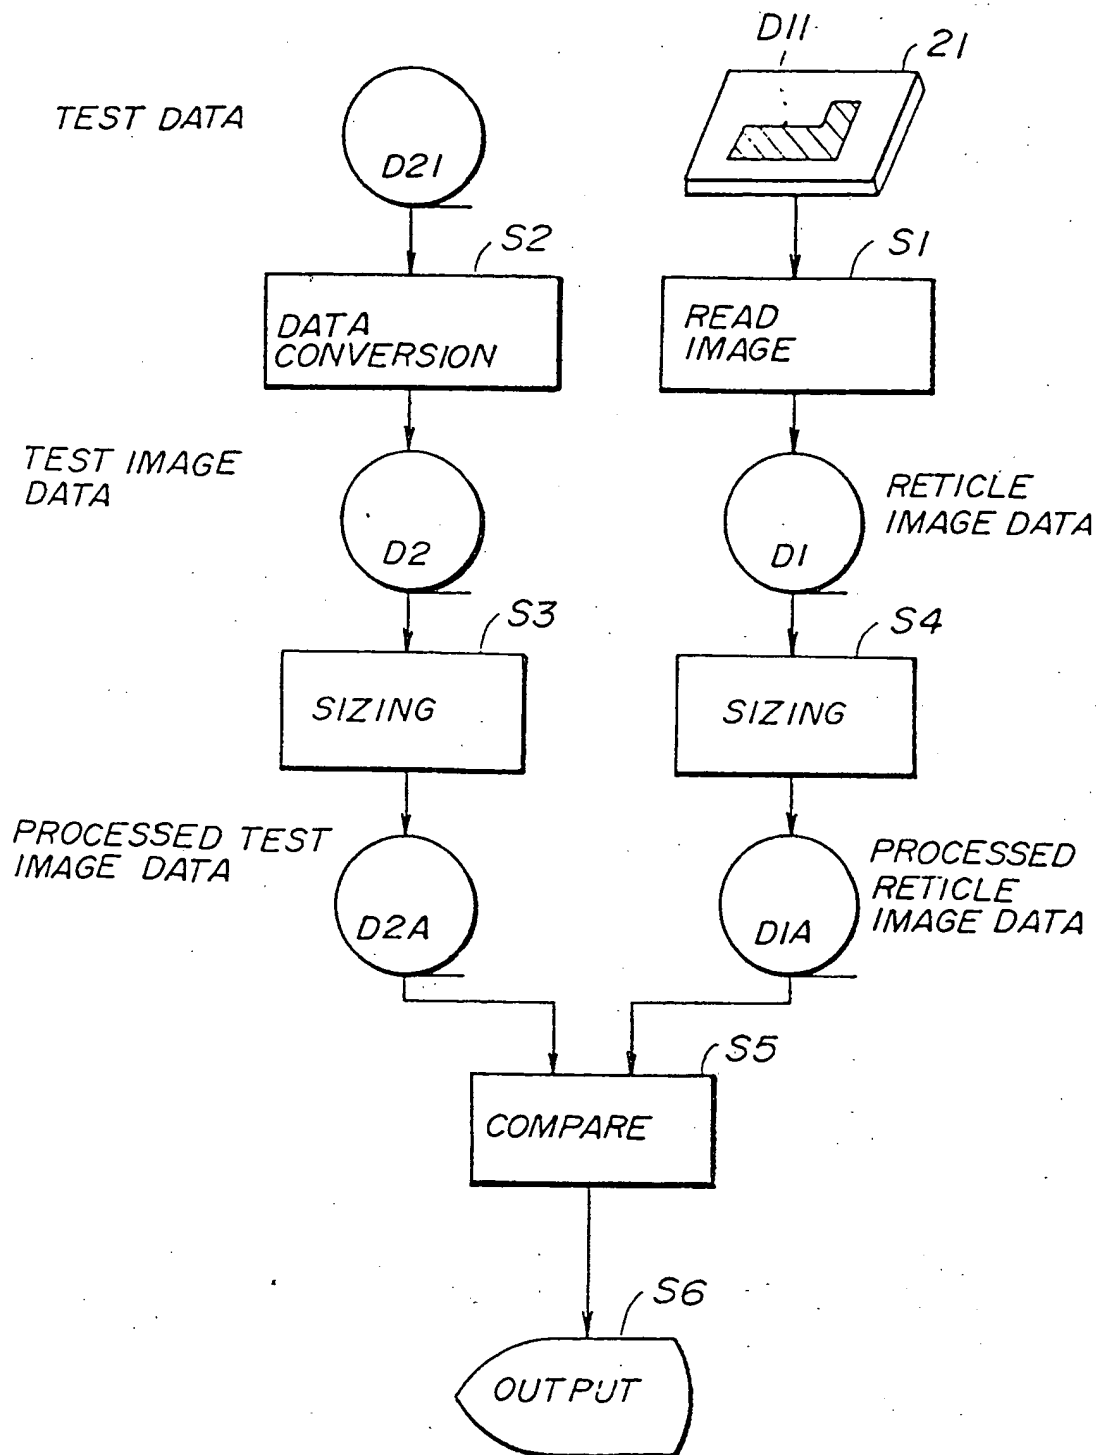 D11
21
TEST DATA
D21
S2
S1
DATA
CONVERSION
READ
IMAGE
TEST IMAGE
DATA
D2
RETICLE
IMAGE DATA
D1
S3
S4
SIZING
SIZING
PROCESSED TEST
IMAGE DATA
D2A
PROCESSED
RETICLE
IMAGE DATA
D1A
S5
COMPARE
S6
OUTPUT